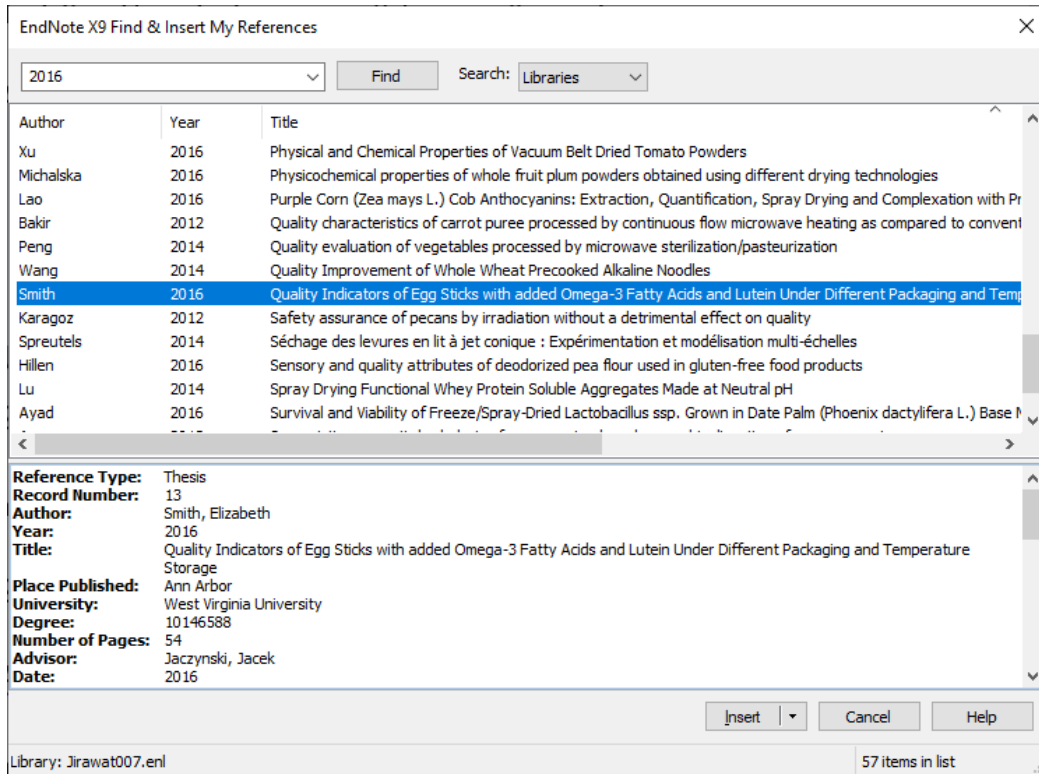 EndNote X9 Find & Insert My References
2016 Find Search: Libraries
Author Year Title
Xu 2016 Physical and Chemical Properties of Vacuum Belt Dried Tomato Powders
Michalska 2016 Physicochemical properties of whole fruit plum powders obtained using different drying technologies
Lao 2016 Purple Corn (Zea mays L.) Cob Anthocyanins: Extraction, Quantification, Spray Drying and Complexation with Pr
Bakir 2012 Quality characteristics of carrot puree processed by continuous flow microwave heating as compared to convent
Peng 2014 Quality evaluation of vegetables processed by microwave sterilization/pasteurization
Wang 2014 Quality Improvement of Whole Wheat Precooked Alkaline Noodles
Smith 2016 Quality Indicators of Egg Sticks with added Omega-3 Fatty Acids and Lutein Under Different Packaging and Temp
Karagoz 2012 Safety assurance of pecans by irradiation without a detrimental effect on quality
Spreutels 2014 Séchage des levures en lit à jet conique : Expérimentation et modélisation multi-échelles
Hillen 2016 Sensory and quality attributes of deodorized pea flour used in gluten-free food products
Lu 2014 Spray Drying Functional Whey Protein Soluble Aggregates Made at Neutral pH
Ayad 2016 Survival and Viability of Freeze/Spray-Dried Lactobacillus ssp. Grown in Date Palm (Phoenix dactylifera L.) Base M
Reference Type: Thesis
Record Number: 13
Author: Smith, Elizabeth
Year: 2016
Title: Quality Indicators of Egg Sticks with added Omega-3 Fatty Acids and Lutein Under Different Packaging and Temperature
Storage
Place Published: Ann Arbor
University: West Virginia University
Degree: 10146588
Number of Pages: 54
Advisor: Jaczynski, Jacek
Date: 2016
Insert Cancel Help
Library: Jirawat007.enl 57 items in list